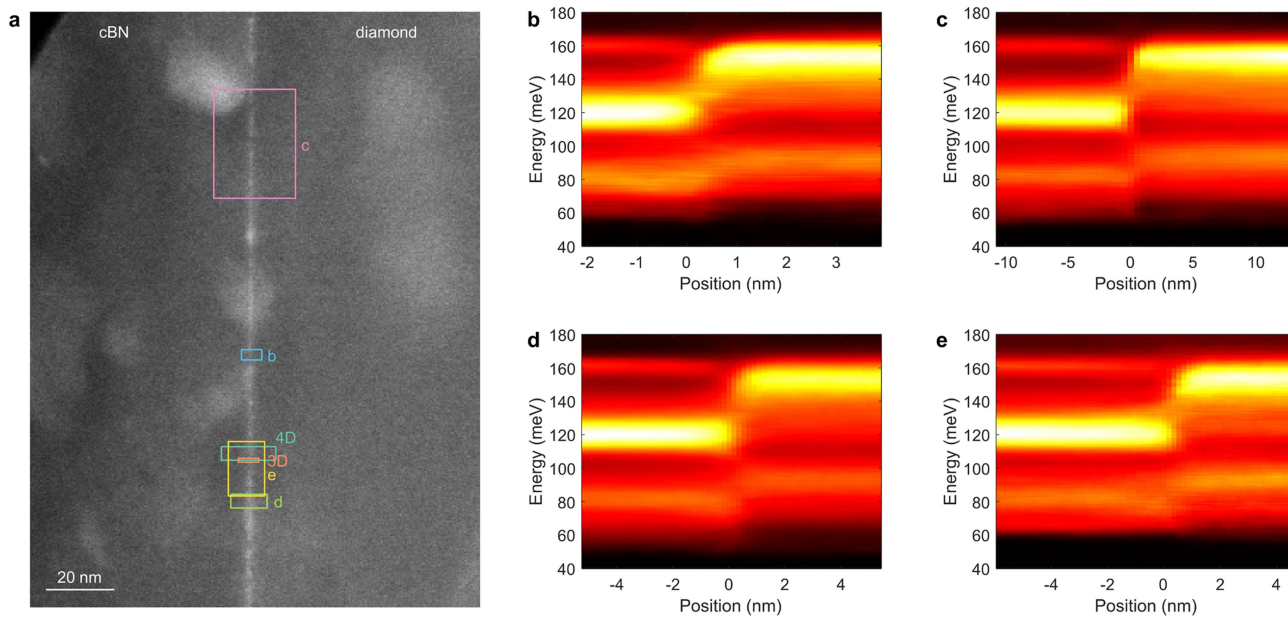 a
cBN
diamond
c
b
4D
3D
e
d
20 nm
b
180
160
140
120
100
80
60
40
Energy (meV)
-2
-1
0
1
2
3
Position (nm)
c
180
160
140
120
100
80
60
40
Energy (meV)
-10
-5
0
5
10
Position (nm)
d
180
160
140
120
100
80
60
40
Energy (meV)
-4
-2
0
2
4
Position (nm)
e
180
160
140
120
100
80
60
40
Energy (meV)
-4
-2
0
2
4
Position (nm)